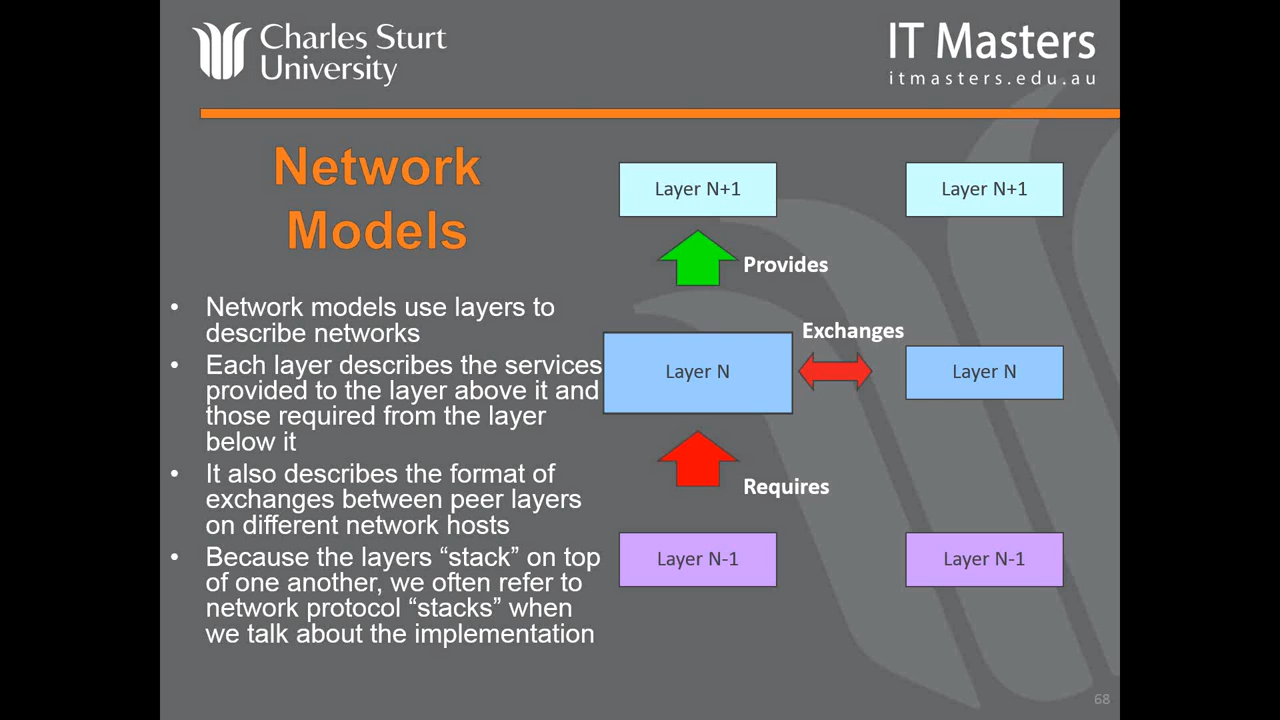 Charles Sturt
University
IT Masters
itmasters.edu.au
Network
Models
• Network models use layers to
describe networks
• Each layer describes the services
provided to the layer above it and
those required from the layer
below it
• It also describes the format of
exchanges between peer layers
on different network hosts
• Because the layers “stack” on top
of one another, we often refer to
network protocol “stacks” when
we talk about the implementation
Layer N+1
Layer N+1
Provides
Exchanges
Layer N
Layer N
Requires
Layer N-1
Layer N-1
68